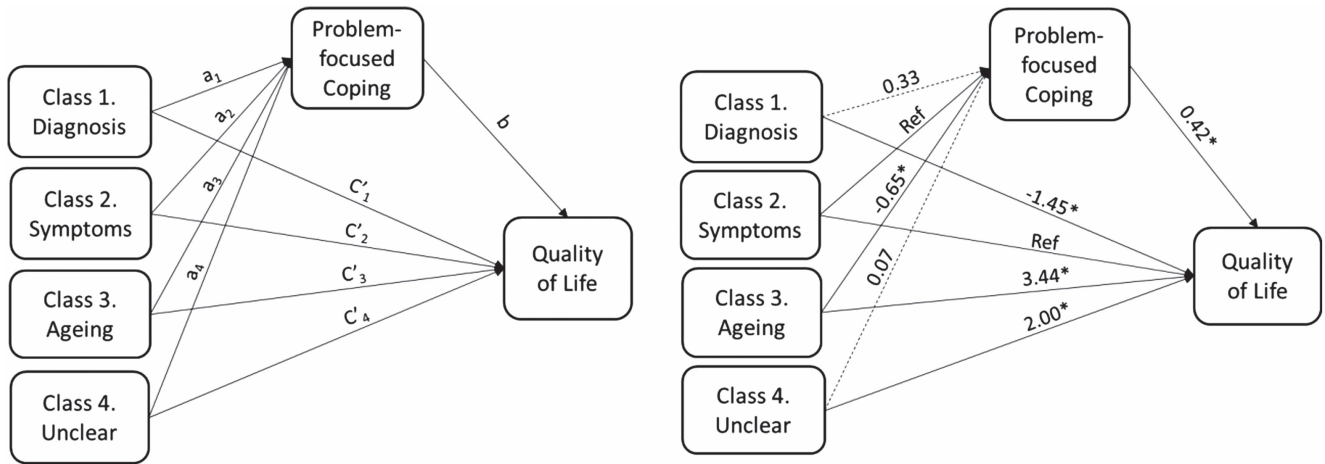 Problem-
focused
Coping
Class 1.
Diagnosis
Class 2.
Symptoms
Class 3.
Ageing
Class 4.
Unclear
Quality
of Life
a1
a2
a3
a4
b
C'1
C'2
C'3
C'4
Problem-
focused
Coping
Class 1.
Diagnosis
Class 2.
Symptoms
Class 3.
Ageing
Class 4.
Unclear
Quality
of Life
0.33
Ref
-0.65*
0.07
0.42*
-1.45*
Ref
3.44*
2.00*